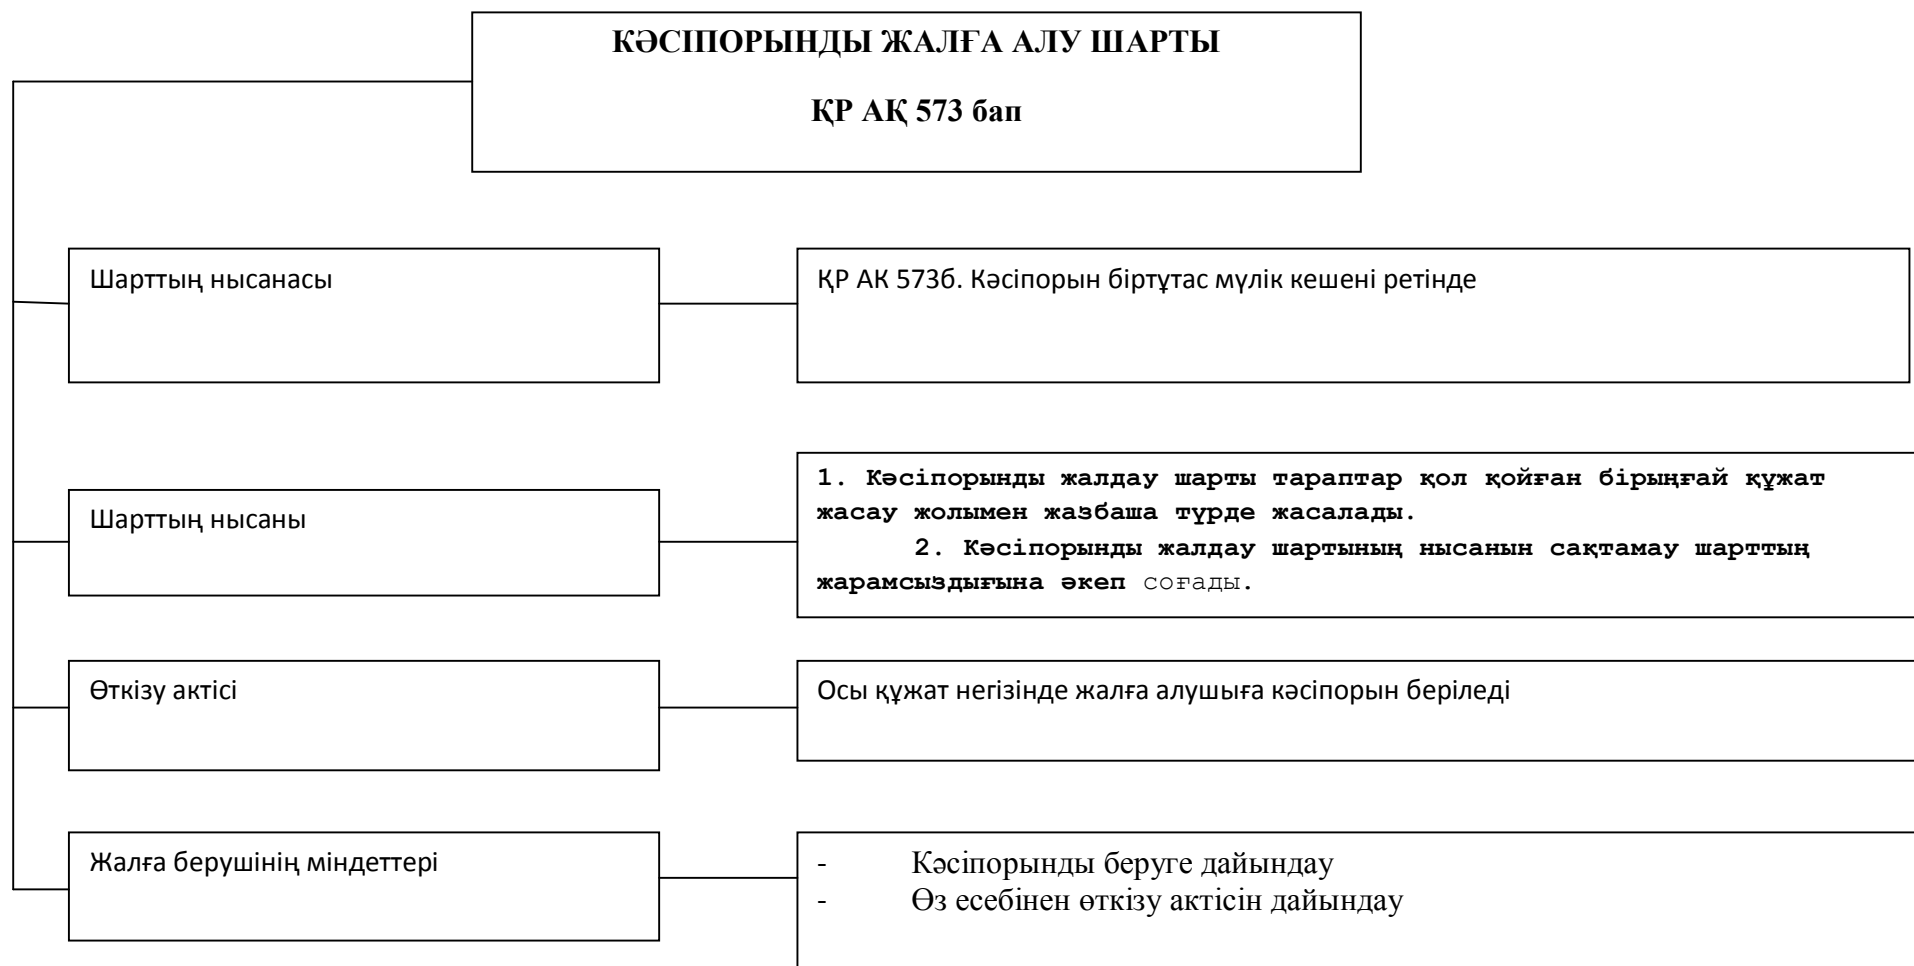 КӘСІПОРЫНДЫ ЖАЛҒА АЛУ ШАРТЫ
ҚР АҚ 573 бап
Шарттың нысанасы
ҚР АК 573б. Кәсіпорын біртұтас мүлік кешені ретінде
Шарттың нысаны
1. Кәсіпорынды жалдау шарты тараптар қол қойған бірыңғай құжат
жасау жолымен жазбаша түрде жасалады.
2. Кәсіпорынды жалдау шартының нысанын сақтамау шарттың
жарамсыздығына әкеп соғады.
Өткізу актісі
Осы құжат негізінде жалға алушыға кәсіпорын беріледі
Жалға берушінің міндеттері
- Кәсіпорынды беруге дайындау
- Өз есебінен өткізу актісін дайындау